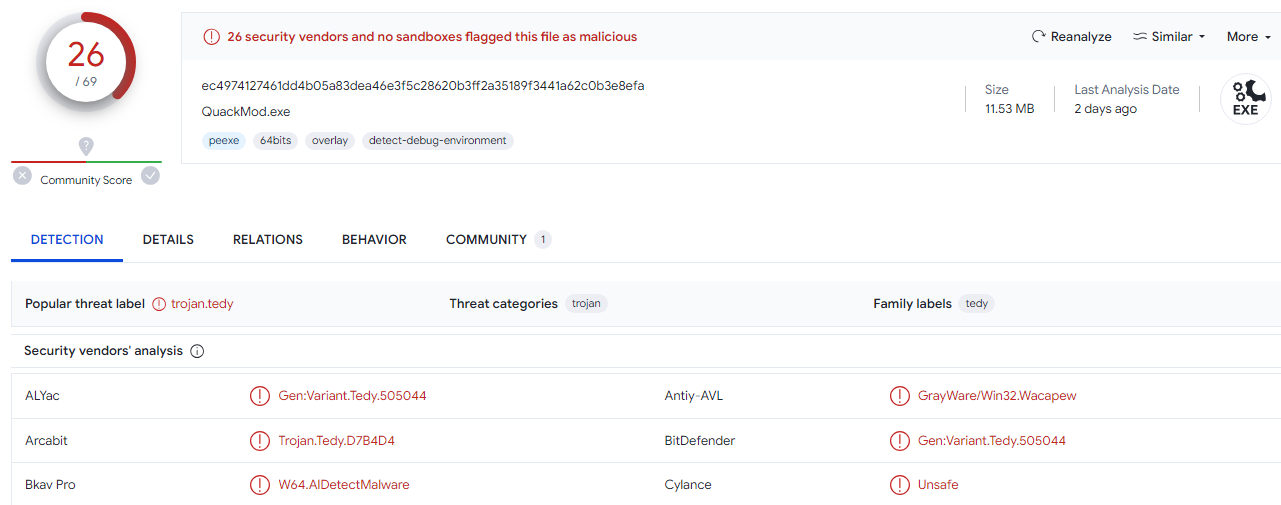 26
/ 69
Community Score
26 security vendors and no sandboxes flagged this file as malicious
Reanalyze Similar More
ec4974127461dd4b05a83dea46e3f5c28620b3ff2a35189f3441a62c0b3e8efa
QuackMod.exe
peexe 64bits overlay detect-debug-environment
Size
11.53 MB
Last Analysis Date
2 days ago
EXE
DETECTION DETAILS RELATIONS BEHAVIOR COMMUNITY 1
Popular threat label trojan.tedy Threat categories trojan Family labels tedy
Security vendors' analysis
ALYac Gen:Variant.Tedy.505044 Antiy-AVL GrayWare/Win32.Wacapew
Arcabit Trojan.Tedy.D7B4D4 BitDefender Gen:Variant.Tedy.505044
Bkav Pro W64.AIDetectMalware Cylance Unsafe